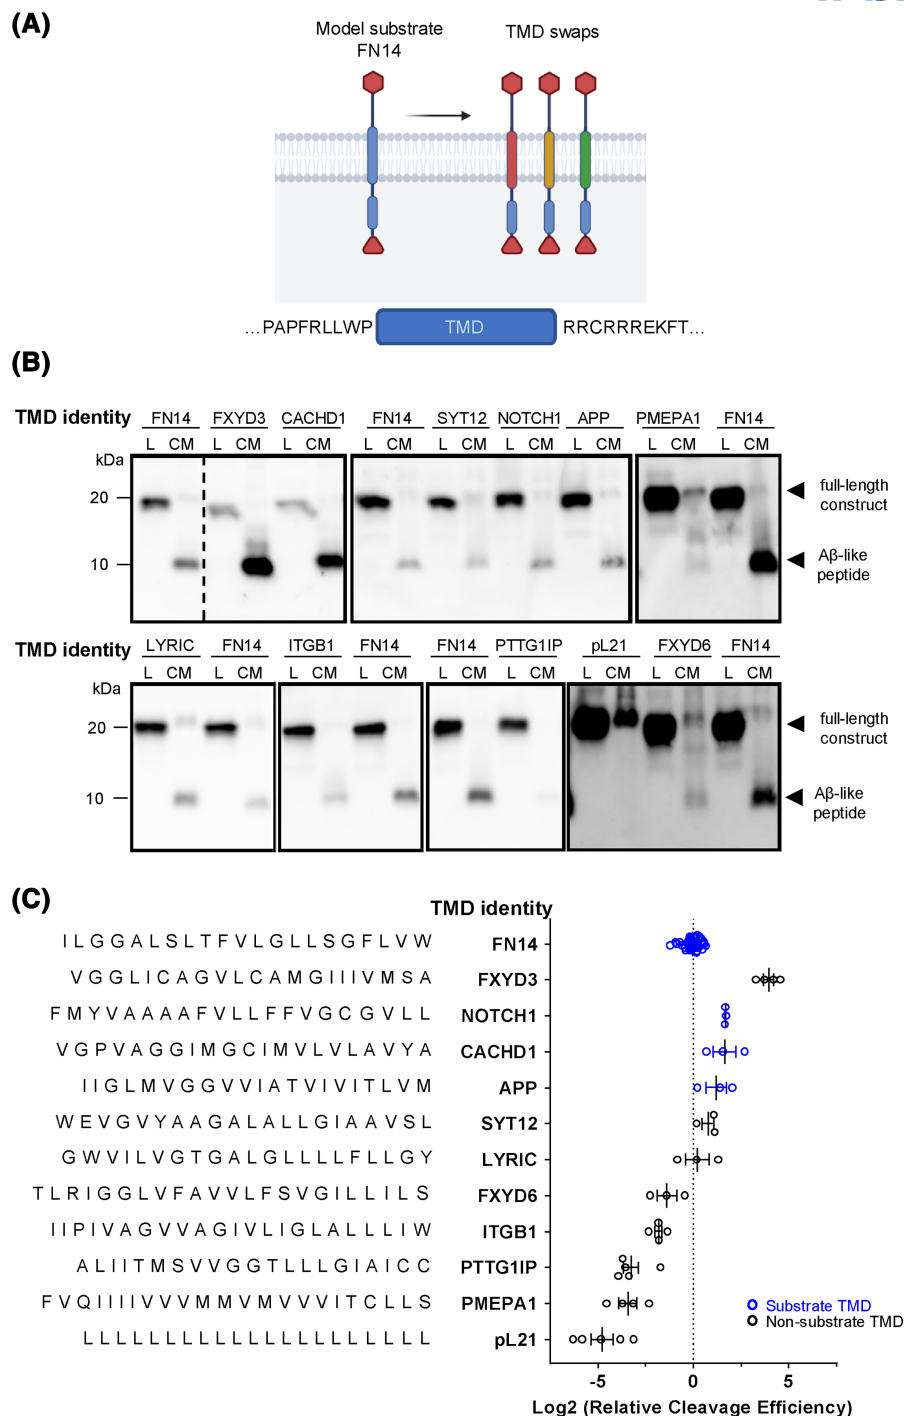 (A)
Model substrate
FN14
TMD swaps
...PAPFRLLWP TMD RRCRRREKFT...
(B)
TMD identity FN14 FXYD3 CACHD1 FN14 SYT12 NOTCH1 APP PMEPA1 FN14
L CM L CM L CM L CM L CM L CM L CM L CM L CM
kDa
20
full-length
construct
10
Aβ-like
peptide
TMD identity LYRIC FN14 ITGB1 FN14 FN14 PTTG1IP pL21 FXYD6 FN14
L CM L CM L CM L CM L CM L CM L CM L CM L CM
kDa
20
full-length
construct
10
Aβ-like
peptide
(C)
TMD identity
I L G G A L S L T F V L G L L S G F L V W FN14
V G G L I C A G V L C A M G I I I V M S A FXYD3
F M Y V A A A A F V L L F F V G C G V L L NOTCH1
V G P V A G G I M G C I M V L V L A V Y A CACHD1
I I G L M V G G V V I A T V I V I T L V M APP
W E V G V Y A A G A L A L L G I A A V S L SYT12
G W V I L V G T G A L G L L L L F L L G Y LYRIC
T L R I G G L V F A V V L F S V G I L L I L S FXYD6
I I P I V A G V V A G I V L I G L A L L L I W ITGB1
A L I I T M S V V G G T L L L G I A I C C PTTG1IP
F V Q I I I I V V V M M V M V V V I T C L L S PMEPA1
L L L L L L L L L L L L L L L L L L L L L pL21
Substrate TMD
Non-substrate TMD
-5 0 5
Log2 (Relative Cleavage Efficiency)